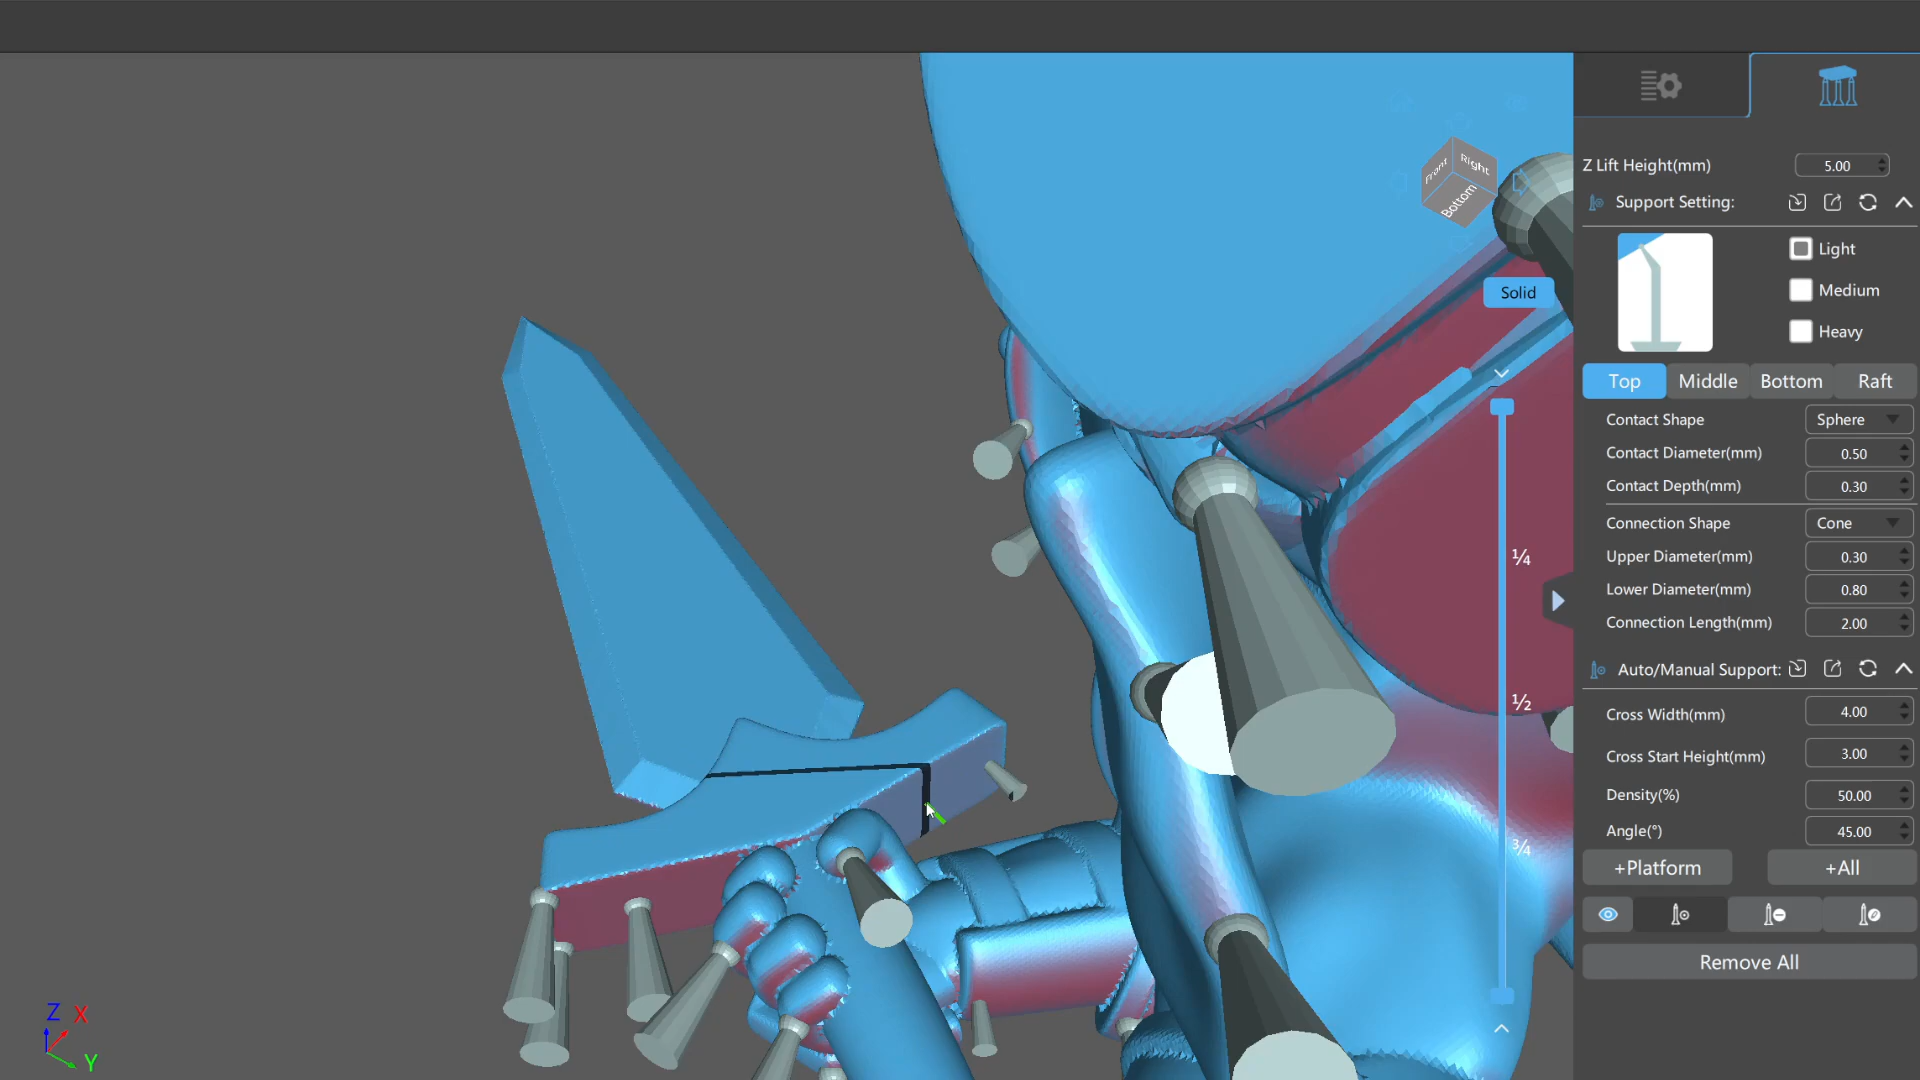 Front
Right
Bottom
Solid
¼
½
¾
Z
X
Y
Z Lift Height(mm) 5.00
Support Setting:
Light
Medium
Heavy
Top Middle Bottom Raft
Contact Shape Sphere
Contact Diameter(mm) 0.50
Contact Depth(mm) 0.30
Connection Shape Cone
Upper Diameter(mm) 0.30
Lower Diameter(mm) 0.80
Connection Length(mm) 2.00
Auto/Manual Support:
Cross Width(mm) 4.00
Cross Start Height(mm) 3.00
Density(%) 50.00
Angle(°) 45.00
+Platform +All
Remove All